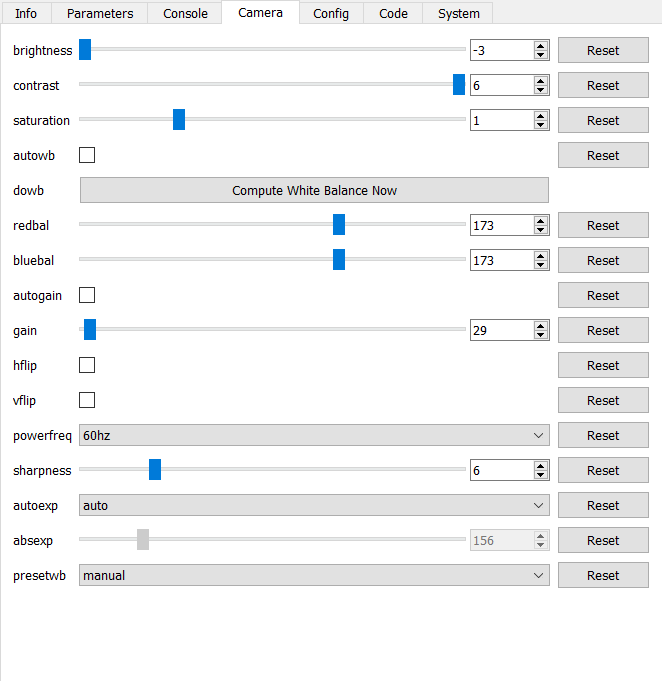 Info Parameters Console Camera Config Code System
brightness -3 Reset
contrast 6 Reset
saturation 1 Reset
autowb Reset
dowb Compute White Balance Now
redbal 173 Reset
bluebal 173 Reset
autogain Reset
gain 29 Reset
hflip Reset
vflip Reset
powerfreq 60hz Reset
sharpness 6 Reset
autoexp auto Reset
absexp 156 Reset
presetwb manual Reset